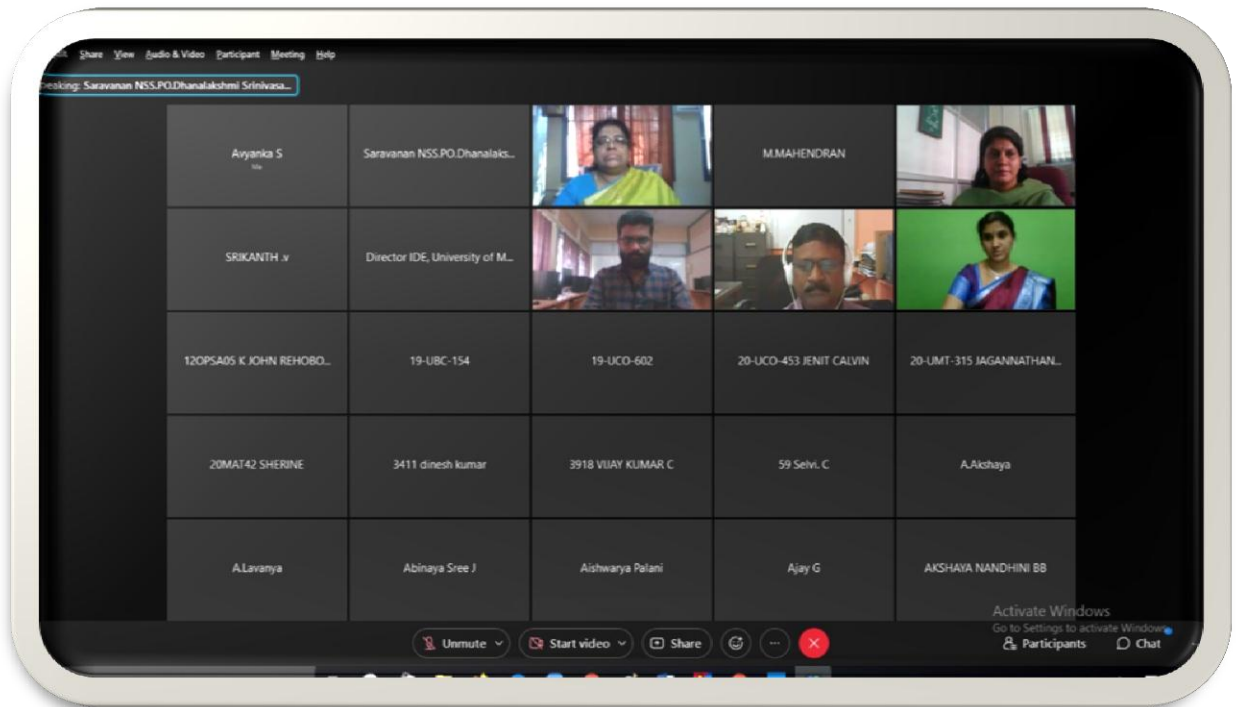 Share View Audio & Video Participant Meeting Help
Speaking: Saravanan NSS.PO.Dhanalakshmi Srinivasa...
Avyanka S
Me
Saravanan NSS.PO.Dhanalaks...
M.MAHENDRAN
SRIKANTH .v
Director IDE, University of M...
12OPSA05 K JOHN REHOBO...
19-UBC-154
19-UCO-602
20-UCO-453 JENIT CALVIN
20-UMT-315 JAGANNATHAN...
20MAT42 SHERINE
3411 dinesh kumar
3918 VIJAY KUMAR C
59 Selvi. C
A.Akshaya
A.Lavanya
Abinaya Sree J
Aishwarya Palani
Ajay G
AKSHAYA NANDHINI BB
Activate Windows
Go to Settings to activate Windows.
Unmute
Start video
Share
Participants
Chat